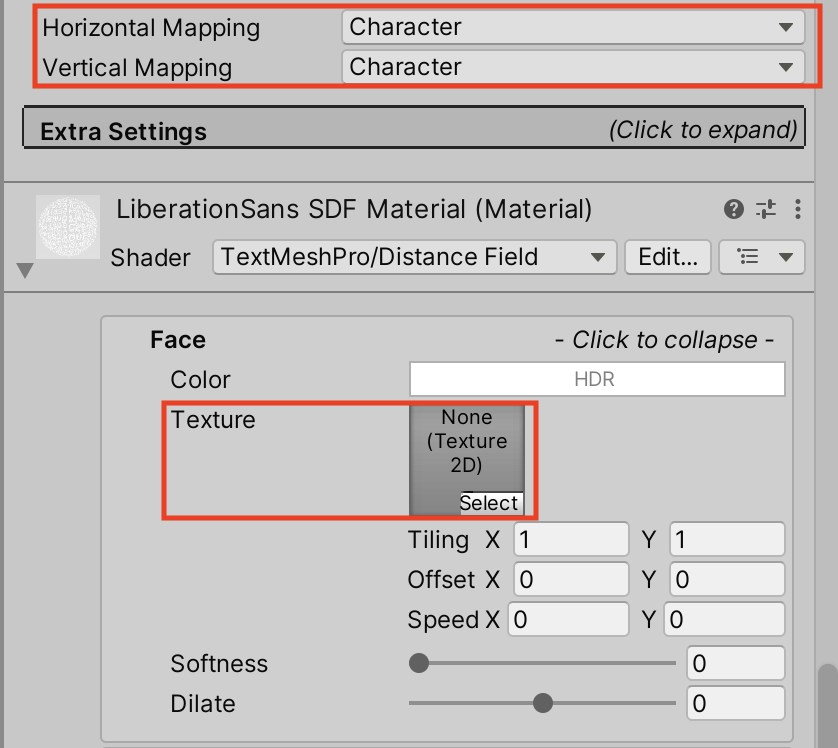 Horizontal Mapping Character
Vertical Mapping Character
Extra Settings (Click to expand)
LiberationSans SDF Material (Material)
Shader TextMeshPro/Distance Field Edit...
Face - Click to collapse -
Color HDR
Texture None
(Texture
2D)
Select
Tiling X 1 Y 1
Offset X 0 Y 0
Speed X 0 Y 0
Softness 0
Dilate 0